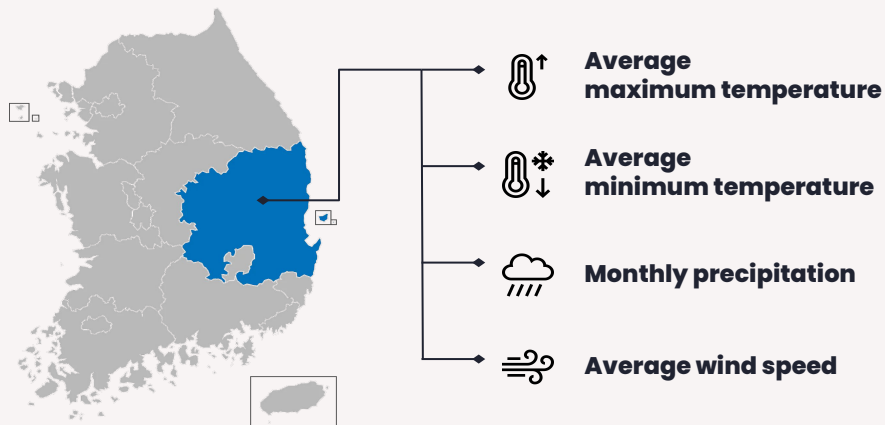 Average
maximum temperature
Average
minimum temperature
Monthly precipitation
Average wind speed